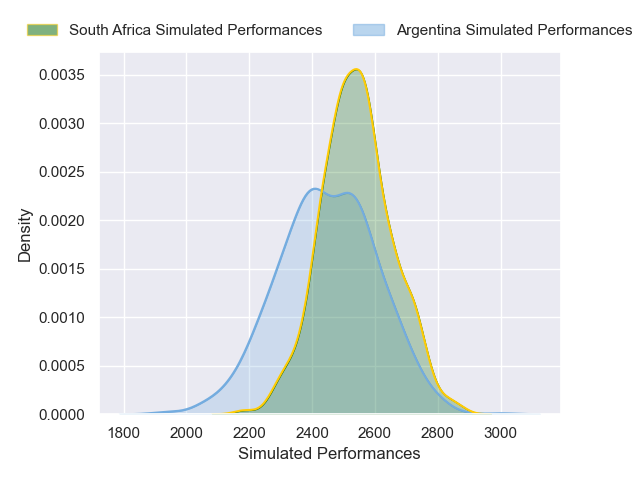 South Africa Simulated Performances
Argentina Simulated Performances
0.0035
0.0030
0.0025
0.0020
0.0015
0.0010
0.0005
0.0000
Density
1800 2000 2200 2400 2600 2800 3000
Simulated Performances